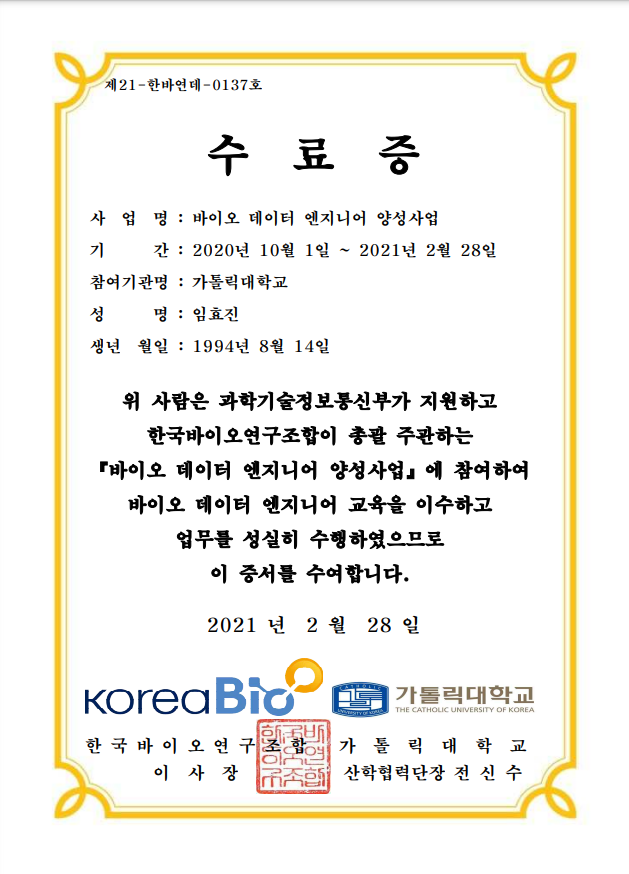 제21-한바연데-0137호
수 료 증
사 업 명 : 바이오 데이터 엔지니어 양성사업
기 간 : 2020년 10월 1일 ~ 2021년 2월 28일
참여기관명 : 가톨릭대학교
성 명 : 임효진
생년 월일 : 1994년 8월 14일
위 사람은 과학기술정보통신부가 지원하고
한국바이오연구조합이 총괄 주관하는
『바이오 데이터 엔지니어 양성사업』에 참여하여
바이오 데이터 엔지니어 교육을 이수하고
업무를 성실히 수행하였으므로
이 증서를 수여합니다.
2021 년 2 월 28 일
KoreaBio
가톨릭대학교
THE CATHOLIC UNIVERSITY OF KOREA
한국바이오연구조합 가톨릭대학교
이 사 장 산학협력단장 전 신 수